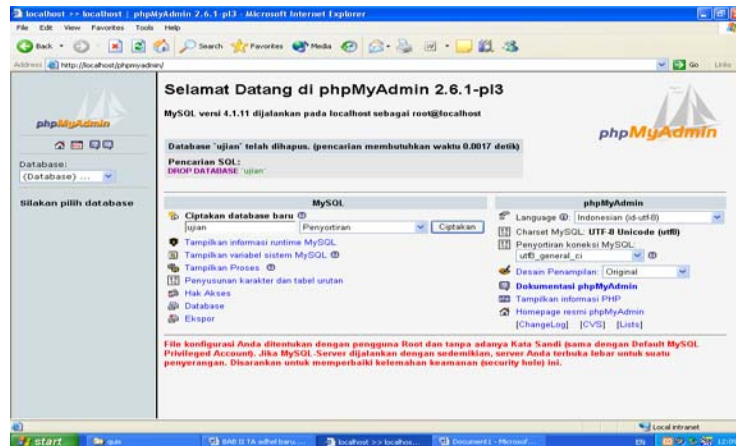 localhost >> localhost | phpMyAdmin 2.6.1-pl3 - Microsoft Internet Explorer
File Edit View Favorites Tools Help
Back Search Favorites Media
Address http://localhost/phpmyadmin/ Go Links
phpMyAdmin
Database:
(Database) ...
Silakan pilih database
Selamat Datang di phpMyAdmin 2.6.1-pl3
MySQL versi 4.1.11 dijalankan pada localhost sebagai root@localhost
phpMyAdmin
Database `ujian` telah dihapus. (pencarian membutuhkan waktu 0.0017 detik)
Pencarian SQL:
DROP DATABASE `ujian`
MySQL
Ciptakan database baru
ujian Penyortiran Ciptakan
Tampilkan informasi runtime MySQL
Tampilkan variabel sistem MySQL
Tampilkan Proses
Penyusunan karakter dan tabel urutan
Hak Akses
Database
Ekspor
phpMyAdmin
Language : Indonesian (id-utf-8)
Charset MySQL: UTF-8 Unicode (utf8)
Penyortiran koneksi MySQL:
utf8_general_ci
Desain Penampilan: Original
Dokumentasi phpMyAdmin
Tampilkan informasi PHP
Homepage resmi phpMyAdmin
[ChangeLog] [CVS] [Lists]
File konfigurasi Anda ditentukan dengan pengguna Root dan tanpa adanya Kata Sandi (sama dengan Default MySQL
Privileged Account). Jika MySQL-Server dijalankan dengan sedemikian, server Anda terbuka lebar untuk suatu
penyerangan. Disarankan untuk memperbaiki kelemahan keamanan (security hole) ini.
Local intranet
start BAB II TA adhel baru... localhost >> localhos... Document1 - Microsof... EN